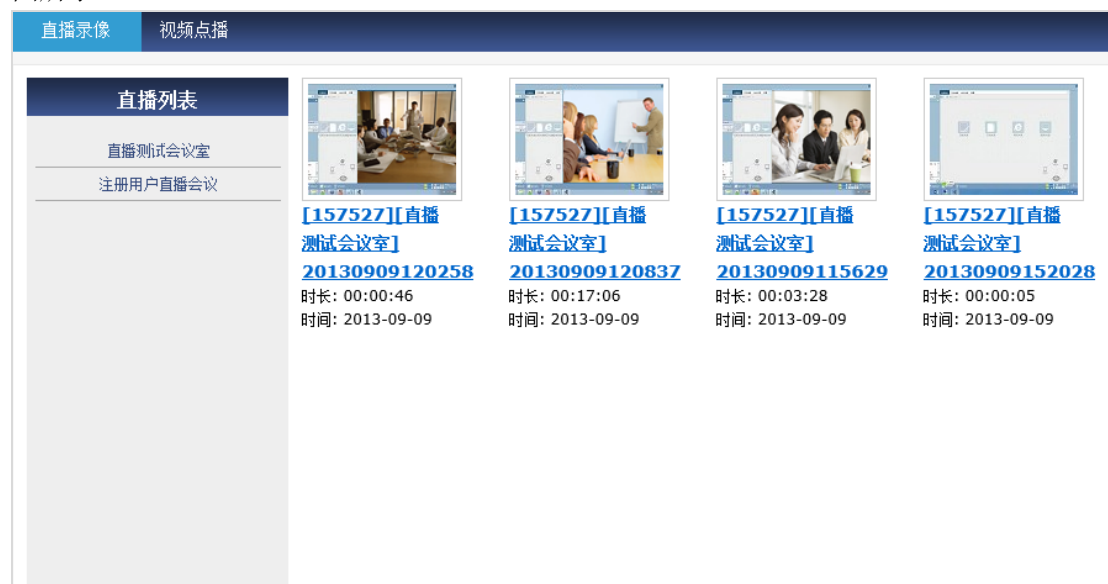 直播录像 视频点播
直播列表
直播测试会议室
注册用户直播会议
[157527][直播
测试会议室]
20130909120258
时长: 00:00:46
时间: 2013-09-09
[157527][直播
测试会议室]
20130909120837
时长: 00:17:06
时间: 2013-09-09
[157527][直播
测试会议室]
20130909115629
时长: 00:03:28
时间: 2013-09-09
[157527][直播
测试会议室]
20130909152028
时长: 00:00:05
时间: 2013-09-09